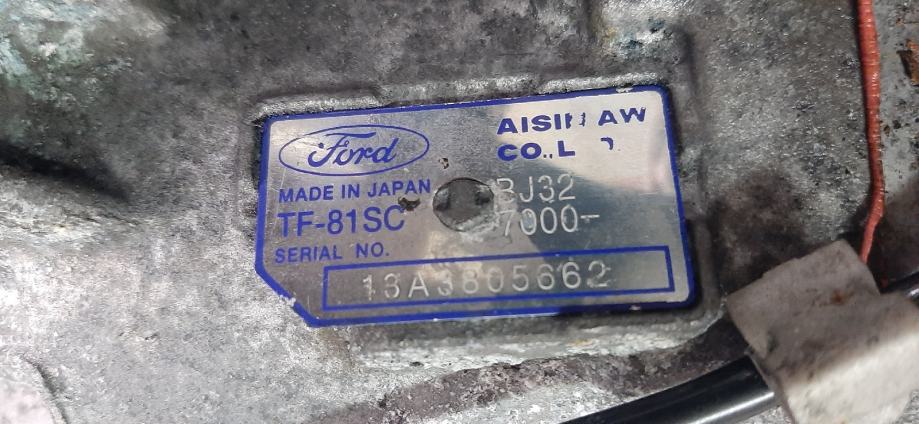 Ford
AISIN AW
CO.,L
MADE IN JAPAN
BJ32
TF-81SC
7000-
SERIAL NO.
13A3805662